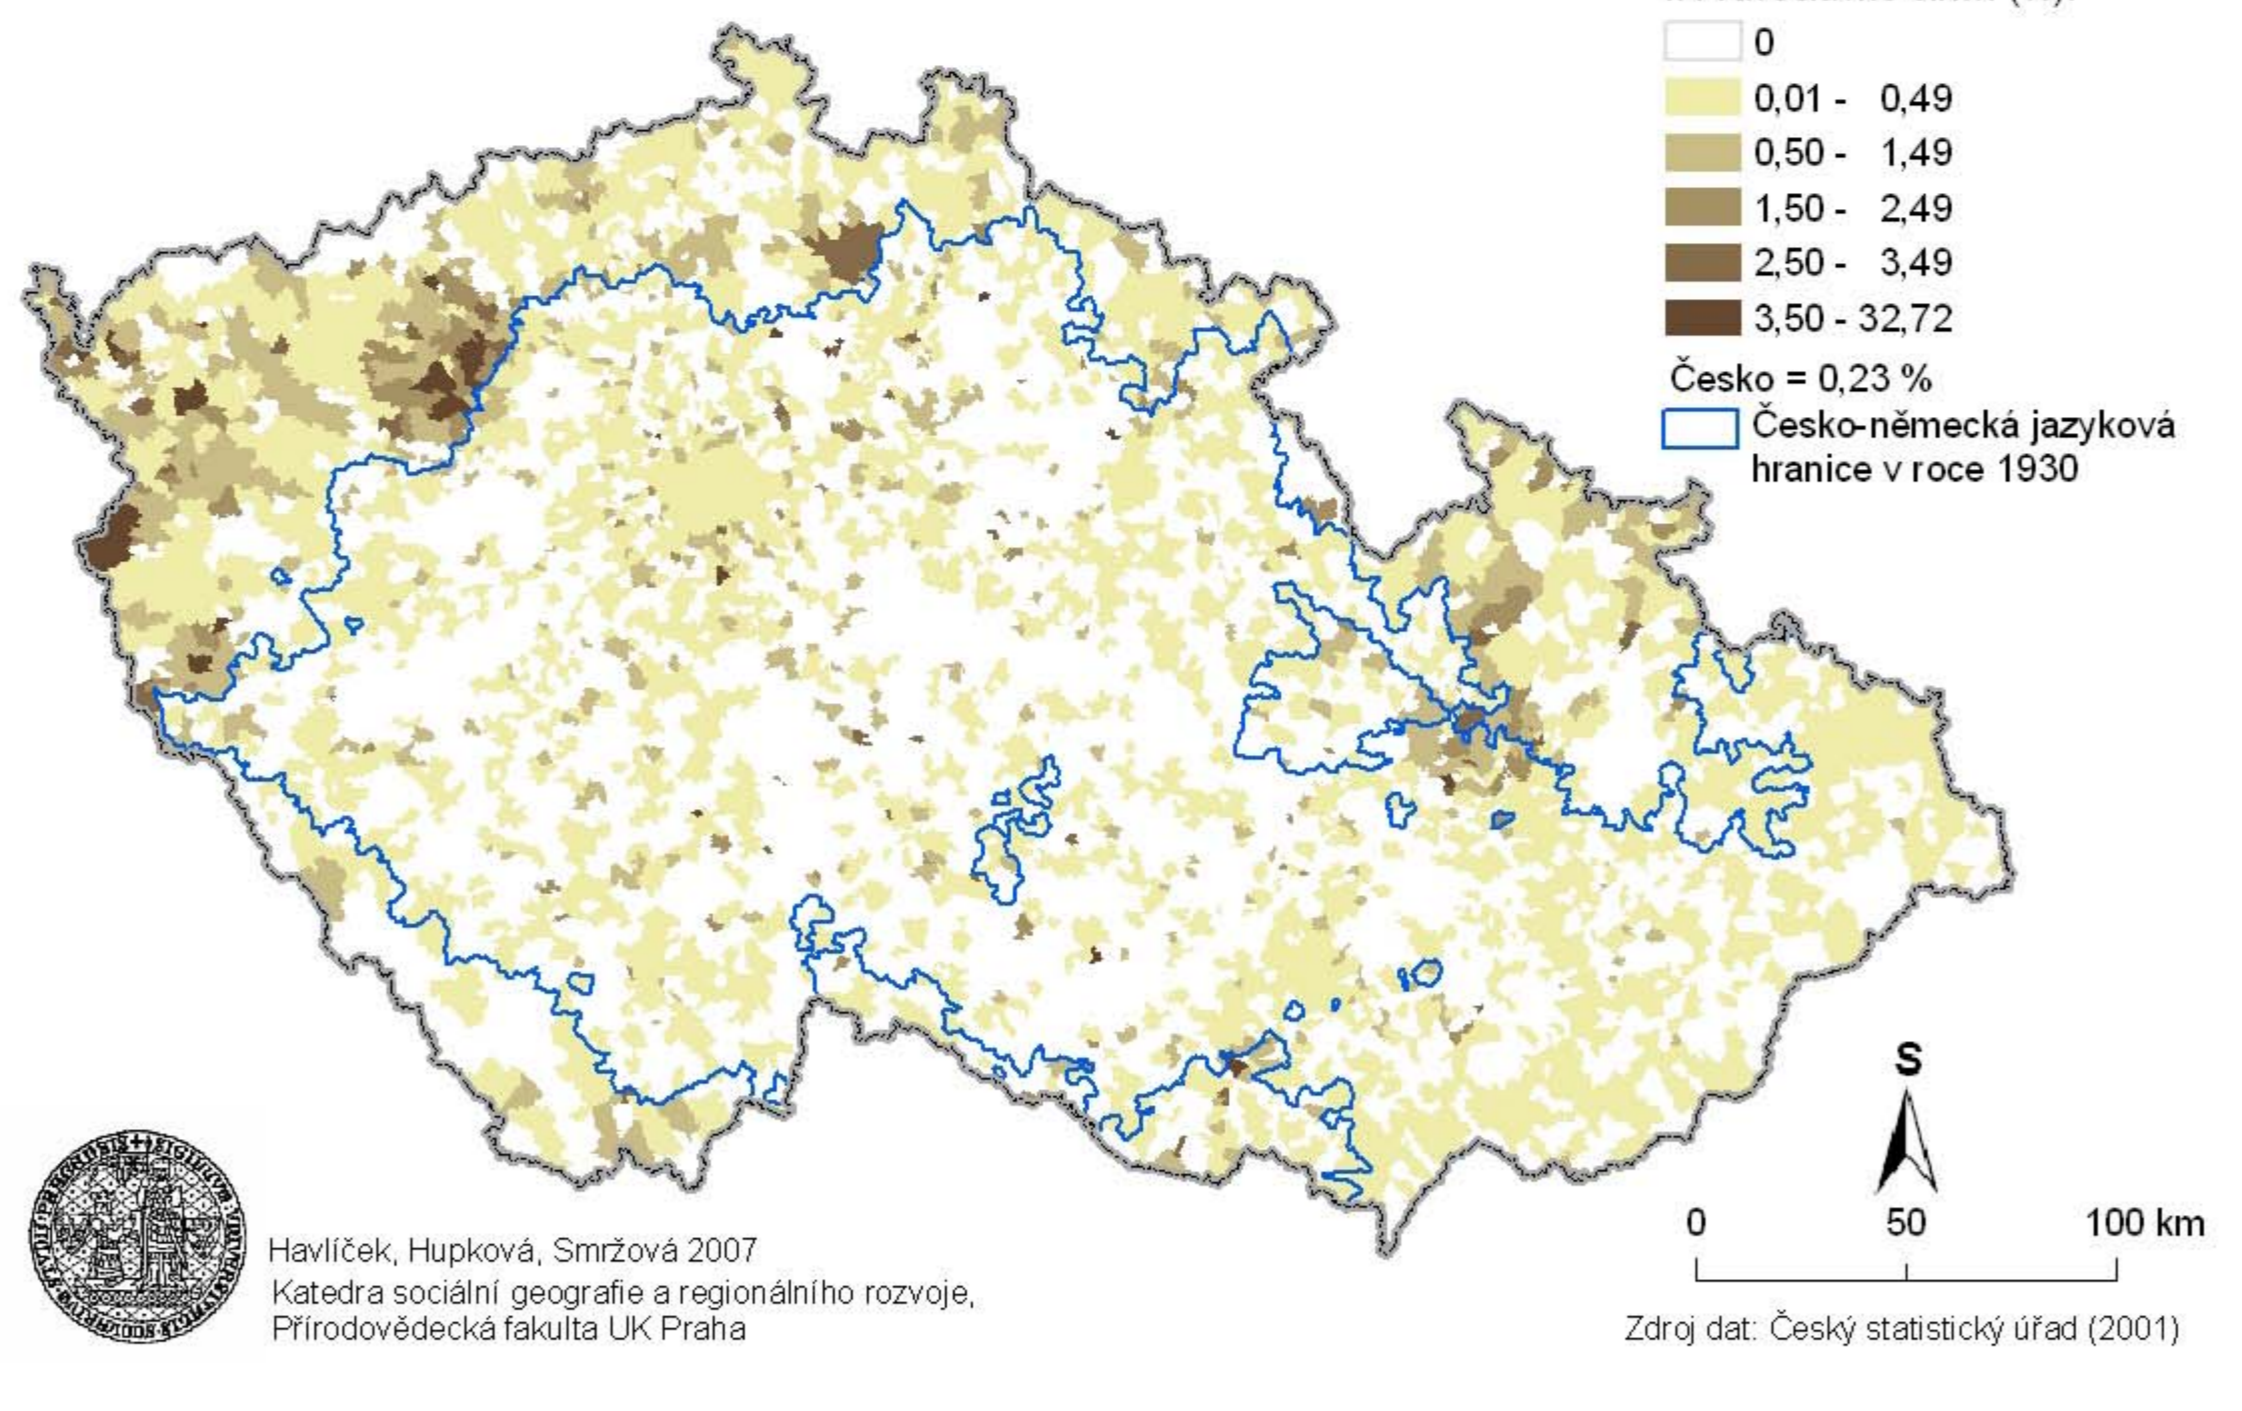 0
0,01 - 0,49
0,50 - 1,49
1,50 - 2,49
2,50 - 3,49
3,50 - 32,72
Česko = 0,23 %
Česko-německá jazyková
hranice v roce 1930
S
0 50 100 km
Havlíček, Hupková, Smržová 2007
Katedra sociální geografie a regionálního rozvoje,
Přírodovědecká fakulta UK Praha
Zdroj dat: Český statistický úřad (2001)